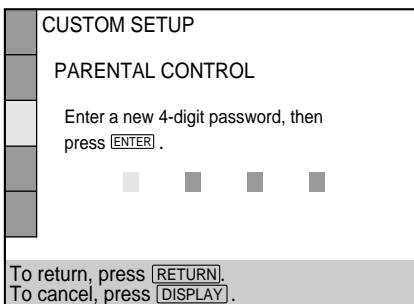 CUSTOM SETUP
PARENTAL CONTROL
Enter a new 4-digit password, then
press ENTER .
To return, press RETURN.
To cancel, press DISPLAY .